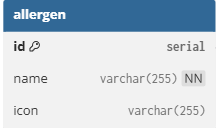 allergen
id serial
name varchar(255) NN
icon varchar(255)